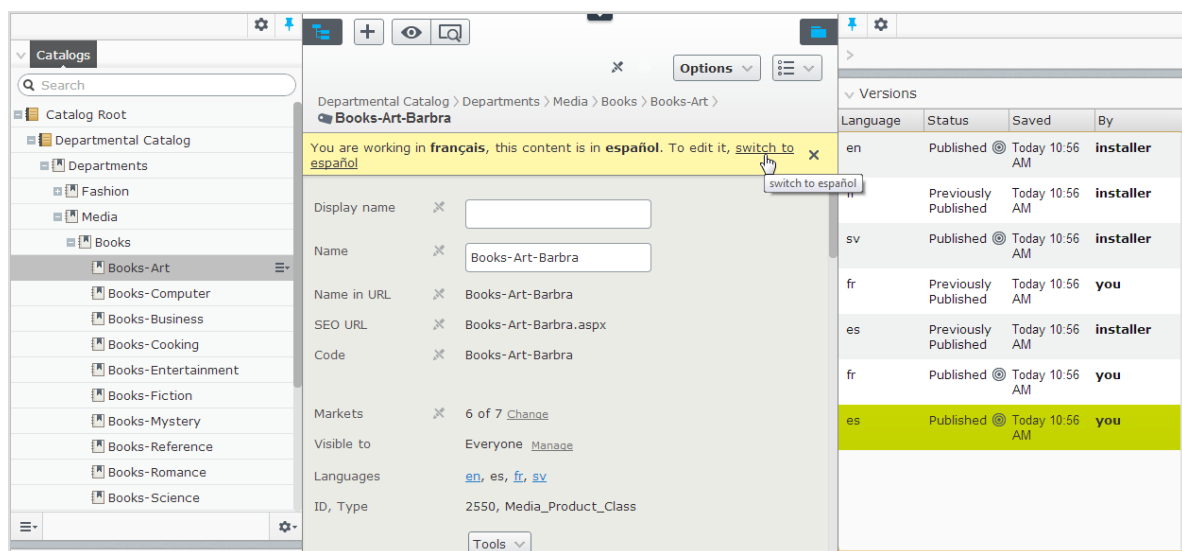 Catalogs
Search
Catalog Root
Departmental Catalog
Departments
Fashion
Media
Books
Books-Art
Books-Computer
Books-Business
Books-Cooking
Books-Entertainment
Books-Fiction
Books-Mystery
Books-Reference
Books-Romance
Books-Science
Options
Departmental Catalog > Departments > Media > Books > Books-Art >
Books-Art-Barbra
You are working in français, this content is in español. To edit it, switch to
español
switch to español
Display name
Name Books-Art-Barbra
Name in URL Books-Art-Barbra
SEO URL Books-Art-Barbra.aspx
Code Books-Art-Barbra
Markets 6 of 7 Change
Visible to Everyone Manage
Languages en, es, fr, sv
ID, Type 2550, Media_Product_Class
Tools
Versions
Language Status Saved By
en Published Today 10:56 installer
AM
Previously Today 10:56 installer
Published AM
sv Published Today 10:56 installer
AM
fr Previously Today 10:56 you
Published AM
es Previously Today 10:56 installer
Published AM
fr Published Today 10:56 you
AM
es Published Today 10:56 you
AM